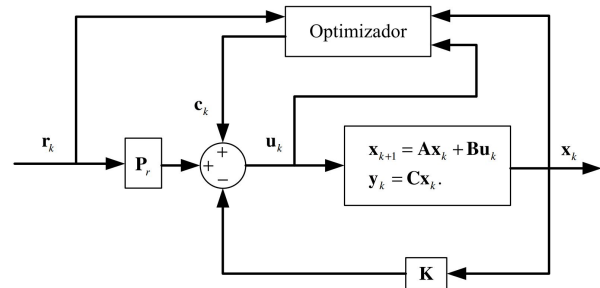 Optimizador
c_k
r_k
P_r
+
+
−
u_k
x_{k+1} = Ax_k + Bu_k
y_k = Cx_k.
x_k
K